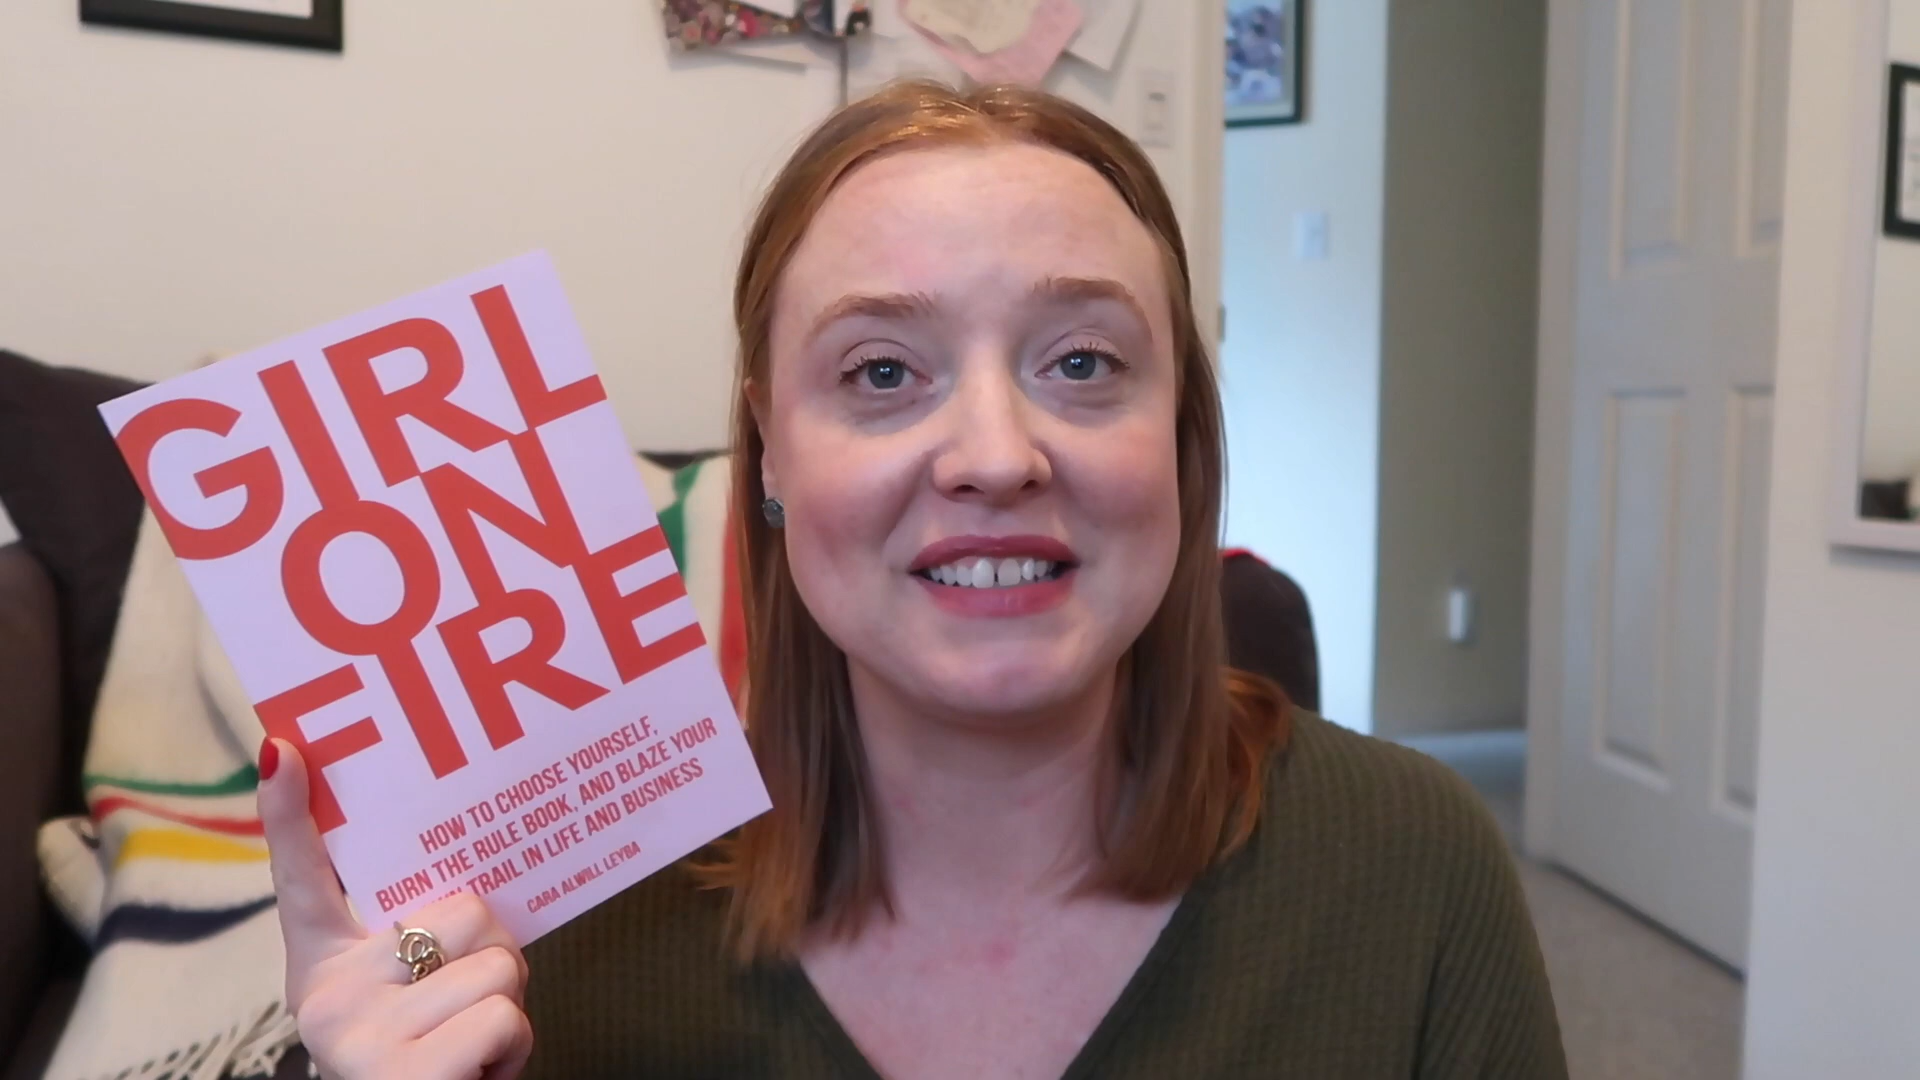 GIRL
ON
FIRE
HOW TO CHOOSE YOURSELF,
BURN THE RULE BOOK, AND BLAZE YOUR
TRAIL IN LIFE AND BUSINESS
CARA ALWILL LEYBA